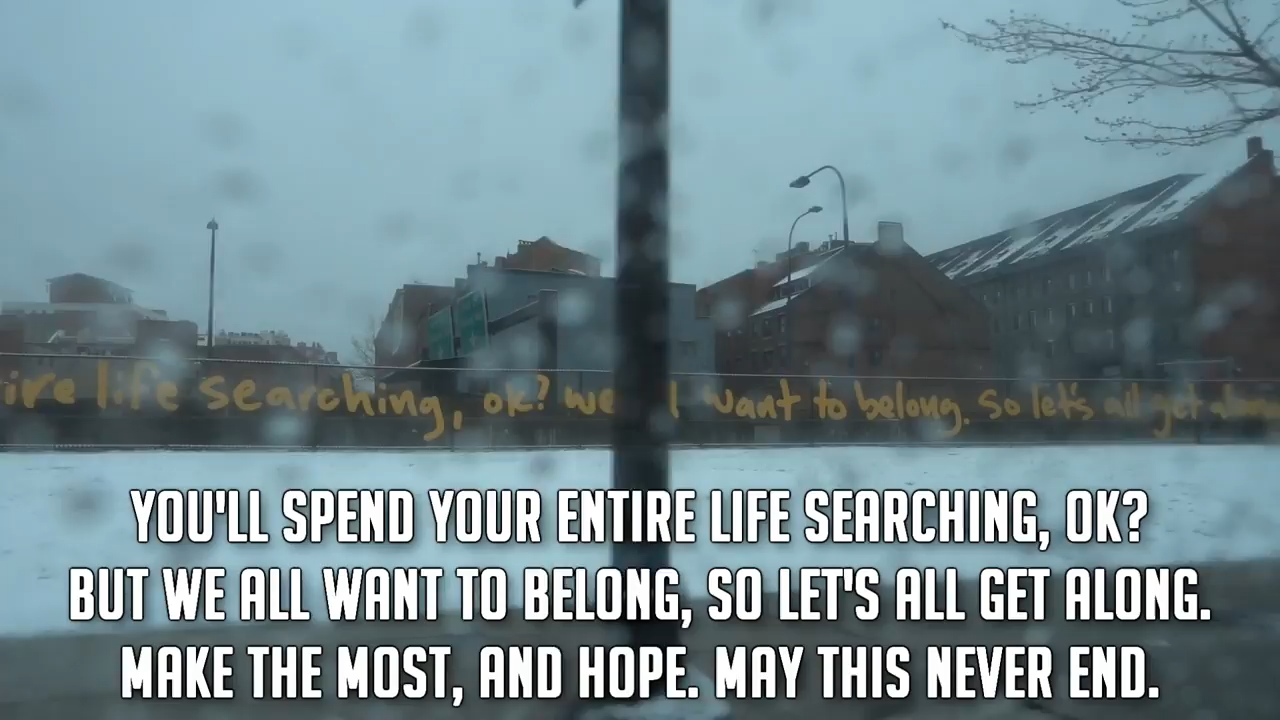 ire life searching, ok? we l want to belong. so let's all get alon
YOU'LL SPEND YOUR ENTIRE LIFE SEARCHING, OK?
BUT WE ALL WANT TO BELONG, SO LET'S ALL GET ALONG.
MAKE THE MOST, AND HOPE. MAY THIS NEVER END.